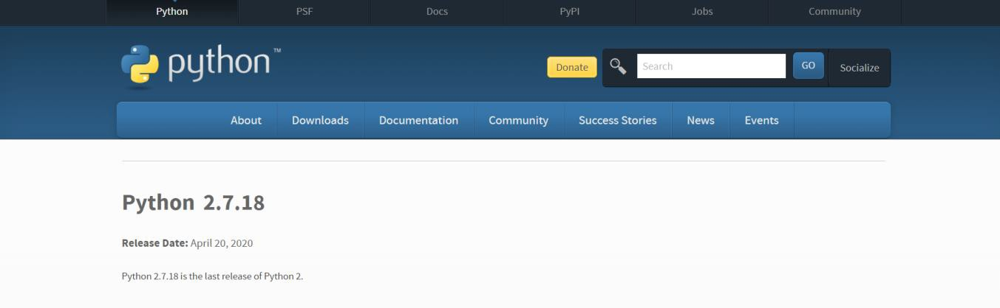 Python PSF Docs PyPI Jobs Community
python™
Donate Search GO Socialize
About Downloads Documentation Community Success Stories News Events
Python 2.7.18
Release Date: April 20, 2020
Python 2.7.18 is the last release of Python 2.